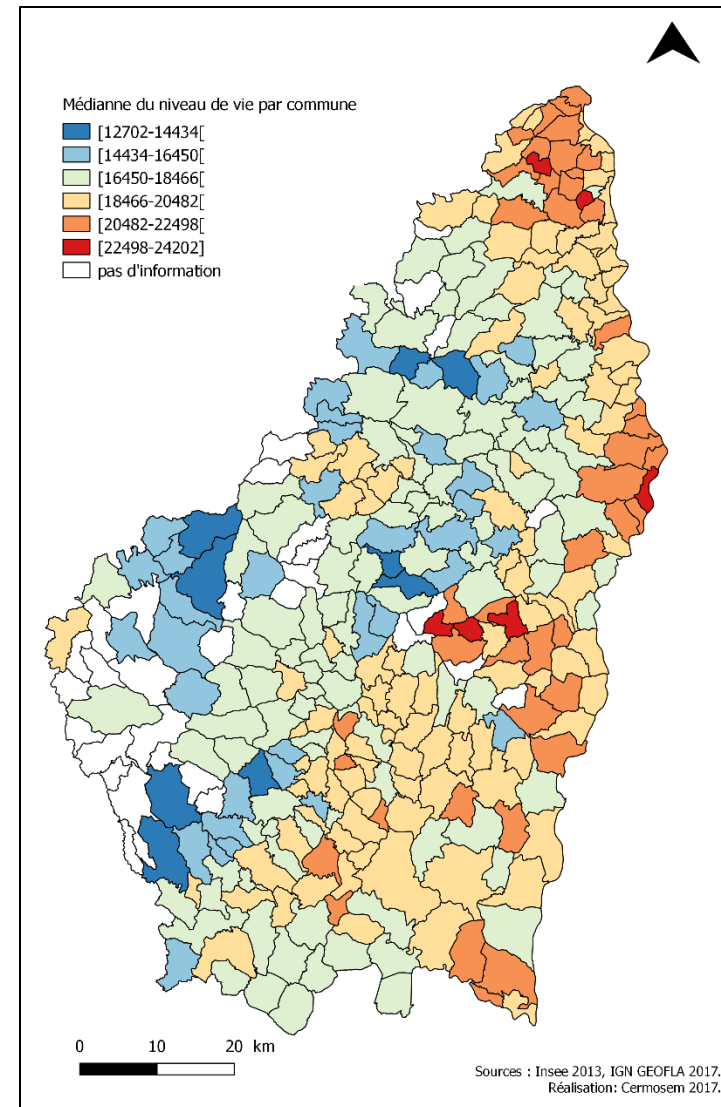 Médianne du niveau de vie par commune
[12702-14434[
[14434-16450[
[16450-18466[
[18466-20482[
[20482-22498[
[22498-24202]
pas d'information
0 10 20 km
Sources : Insee 2013, IGN GEOFLA 2017.
Réalisation: Cermosem 2017.